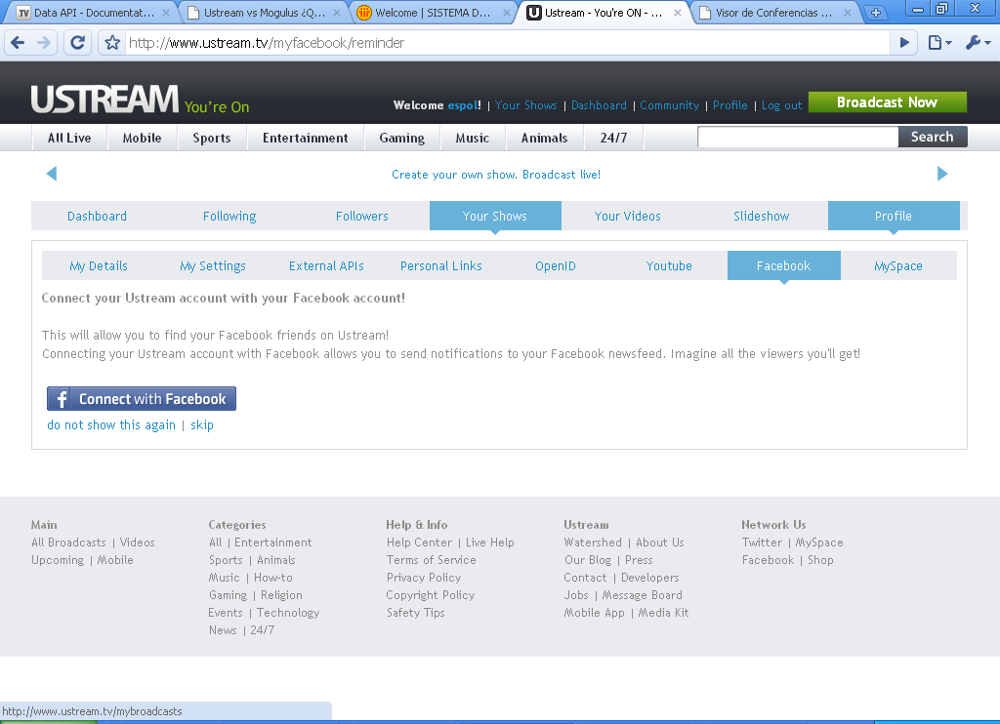 Data API - Documentat... Ustream vs Mogulus ¿Q... Welcome | SISTEMA D... Ustream - You're ON - ... Visor de Conferencias ...
http://www.ustream.tv/myfacebook/reminder
USTREAM You're On
Welcome espol! | Your Shows | Dashboard | Community | Profile | Log out Broadcast Now
All Live Mobile Sports Entertainment Gaming Music Animals 24/7 Search
Create your own show. Broadcast live!
Dashboard Following Followers Your Shows Your Videos Slideshow Profile
My Details My Settings External APIs Personal Links OpenID Youtube Facebook MySpace
Connect your Ustream account with your Facebook account!
This will allow you to find your Facebook friends on Ustream!
Connecting your Ustream account with Facebook allows you to send notifications to your Facebook newsfeed. Imagine all the viewers you'll get!
f Connect with Facebook
do not show this again | skip
Main Categories Help & Info Ustream Network Us
All Broadcasts | Videos All | Entertainment Help Center | Live Help Watershed | About Us Twitter | MySpace
Upcoming | Mobile Sports | Animals Terms of Service Our Blog | Press Facebook | Shop
Music | How-to Privacy Policy Contact | Developers
Gaming | Religion Copyright Policy Jobs | Message Board
Events | Technology Safety Tips Mobile App | Media Kit
News | 24/7
http://www.ustream.tv/mybroadcasts